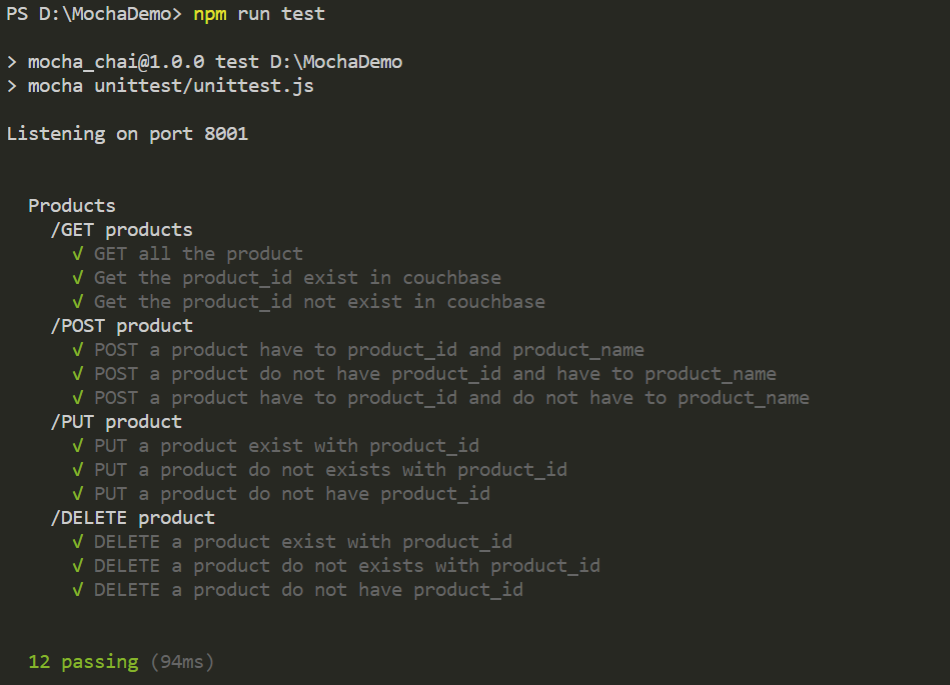 PS D:\MochaDemo> npm run test
> mocha_chai@1.0.0 test D:\MochaDemo
> mocha unittest/unittest.js
Listening on port 8001
Products
/GET products
√ GET all the product
√ Get the product_id exist in couchbase
√ Get the product_id not exist in couchbase
/POST product
√ POST a product have to product_id and product_name
√ POST a product do not have product_id and have to product_name
√ POST a product have to product_id and do not have to product_name
/PUT product
√ PUT a product exist with product_id
√ PUT a product do not exists with product_id
√ PUT a product do not have product_id
/DELETE product
√ DELETE a product exist with product_id
√ DELETE a product do not exists with product_id
√ DELETE a product do not have product_id
12 passing (94ms)